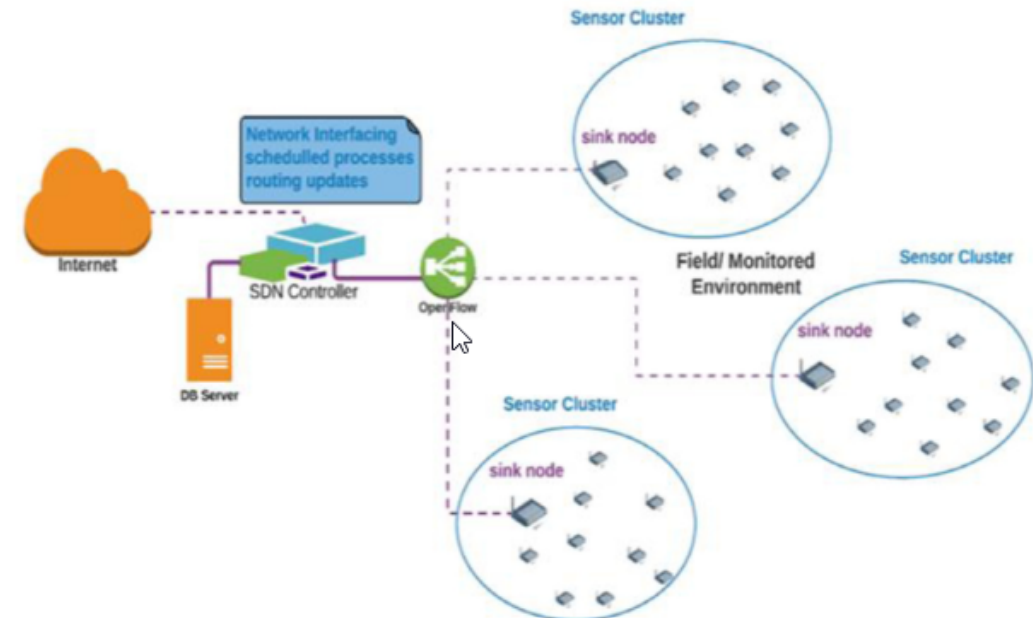 Sensor Cluster
Network Interfacing
schedulled processes
routing updates
sink node
Internet
SDN Controller
OpenFlow
DB Server
Field/ Monitored
Environment
Sensor Cluster
sink node
Sensor Cluster
sink node